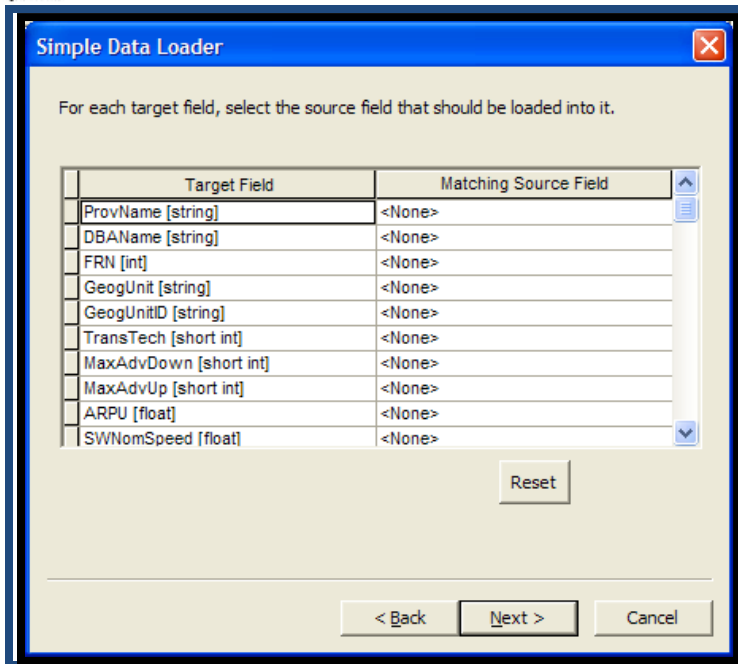 Simple Data Loader
For each target field, select the source field that should be loaded into it.
Target Field Matching Source Field
ProvName [string] <None>
DBAName [string] <None>
FRN [int] <None>
GeogUnit [string] <None>
GeogUnitID [string] <None>
TransTech [short int] <None>
MaxAdvDown [short int] <None>
MaxAdvUp [short int] <None>
ARPU [float] <None>
SWNomSpeed [float] <None>
Reset
< Back Next > Cancel